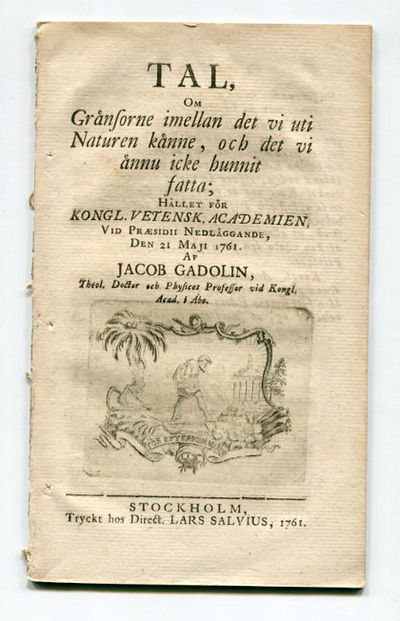 TAL,
OM
Gränsorne imellan det vi uti
Naturen känne, och det vi
ännu icke hunnit
fatta;
HÅLLET FÖR
KONGL. VETENSK. ACADEMIEN,
VID PRÆSIDII NEDLÄGGANDE,
DEN 21 MAJI 1761.
AF
JACOB GADOLIN,
Theol. Doctor och Physices Professor vid Kongl.
Acad. i Åbo.
FÖR EFTERKOMMANDE
STOCKHOLM,
Tryckt hos Direct. LARS SALVIUS, 1761.